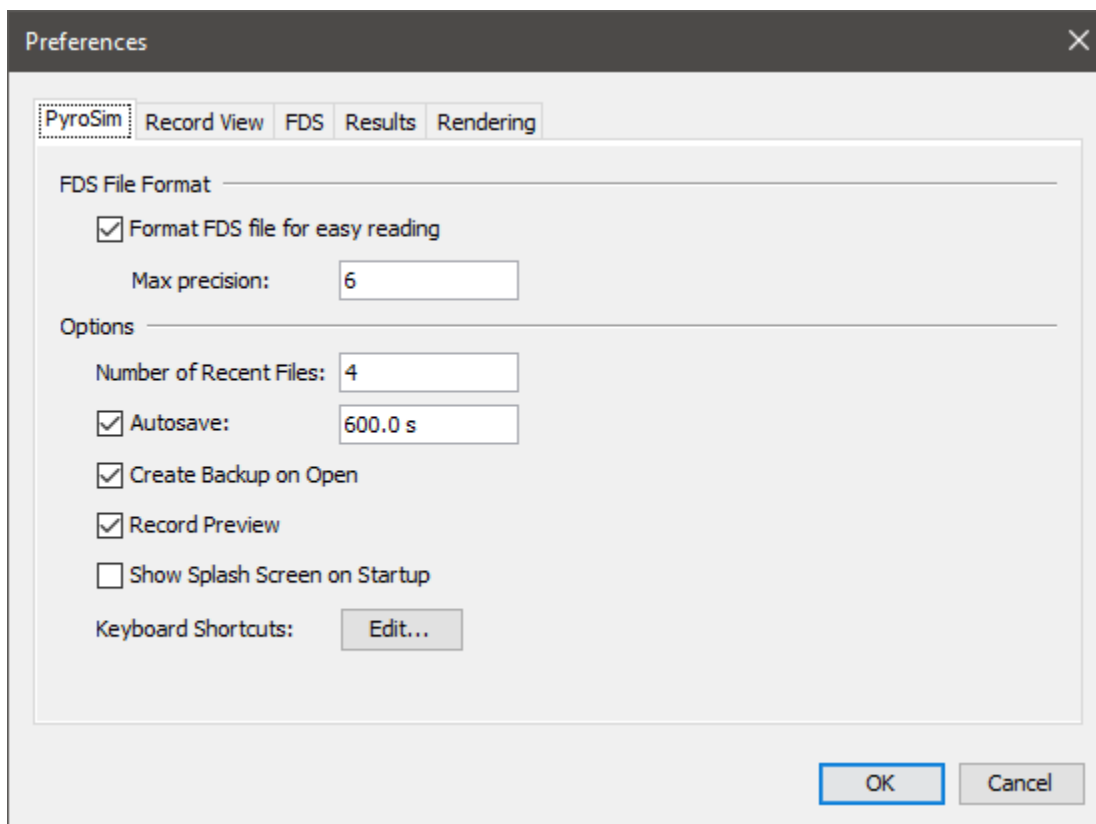 Preferences
PyroSim Record View FDS Results Rendering
FDS File Format
Format FDS file for easy reading
Max precision: 6
Options
Number of Recent Files: 4
Autosave: 600.0 s
Create Backup on Open
Record Preview
Show Splash Screen on Startup
Keyboard Shortcuts: Edit...
OK Cancel